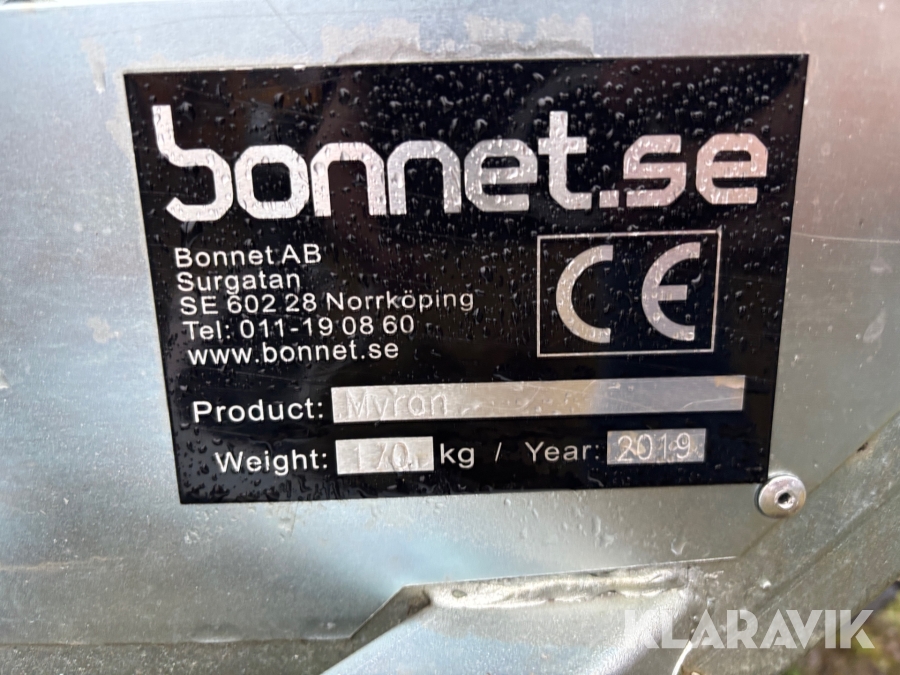 bonnet.se
Bonnet AB
Surgatan
SE 602 28 Norrköping
Tel: 011-19 08 60
www.bonnet.se
CE
Product: Myran
Weight: 170 kg / Year: 2019
KLARAVIK